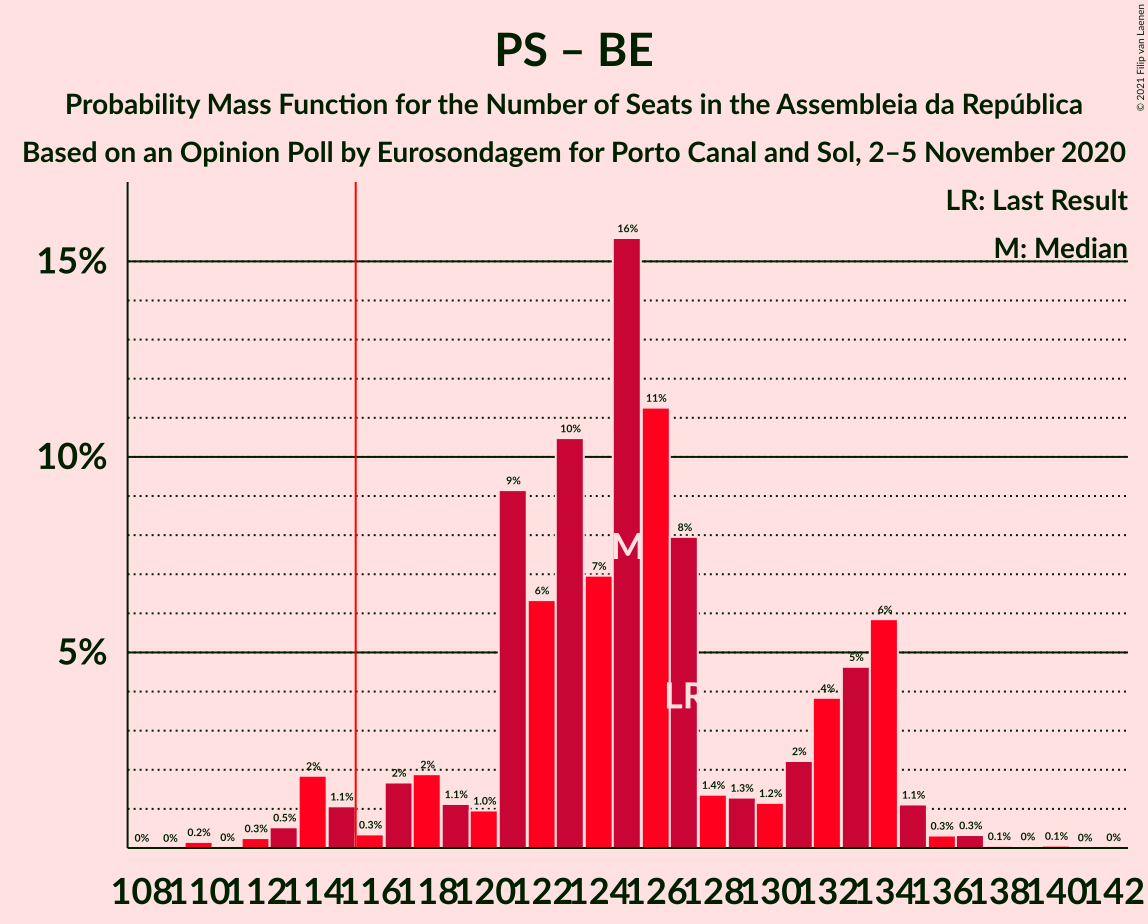 PS – BE
Probability Mass Function for the Number of Seats in the Assembleia da República
Based on an Opinion Poll by Eurosondagem for Porto Canal and Sol, 2–5 November 2020
© 2021 Filip van Laenen
LR: Last Result
M: Median
15%
10%
5%
0% 0% 0.2% 0% 0.3% 0.5% 2% 1.1% 0.3% 2% 2% 1.1% 1.0% 9% 6% 10% 7% 16% 11% 8% 1.4% 1.3% 1.2% 2% 4% 5% 6% 1.1% 0.3% 0.3% 0.1% 0% 0.1% 0% 0%
M
LR
108 110 112 114 116 118 120 122 124 126 128 130 132 134 136 138 140 142